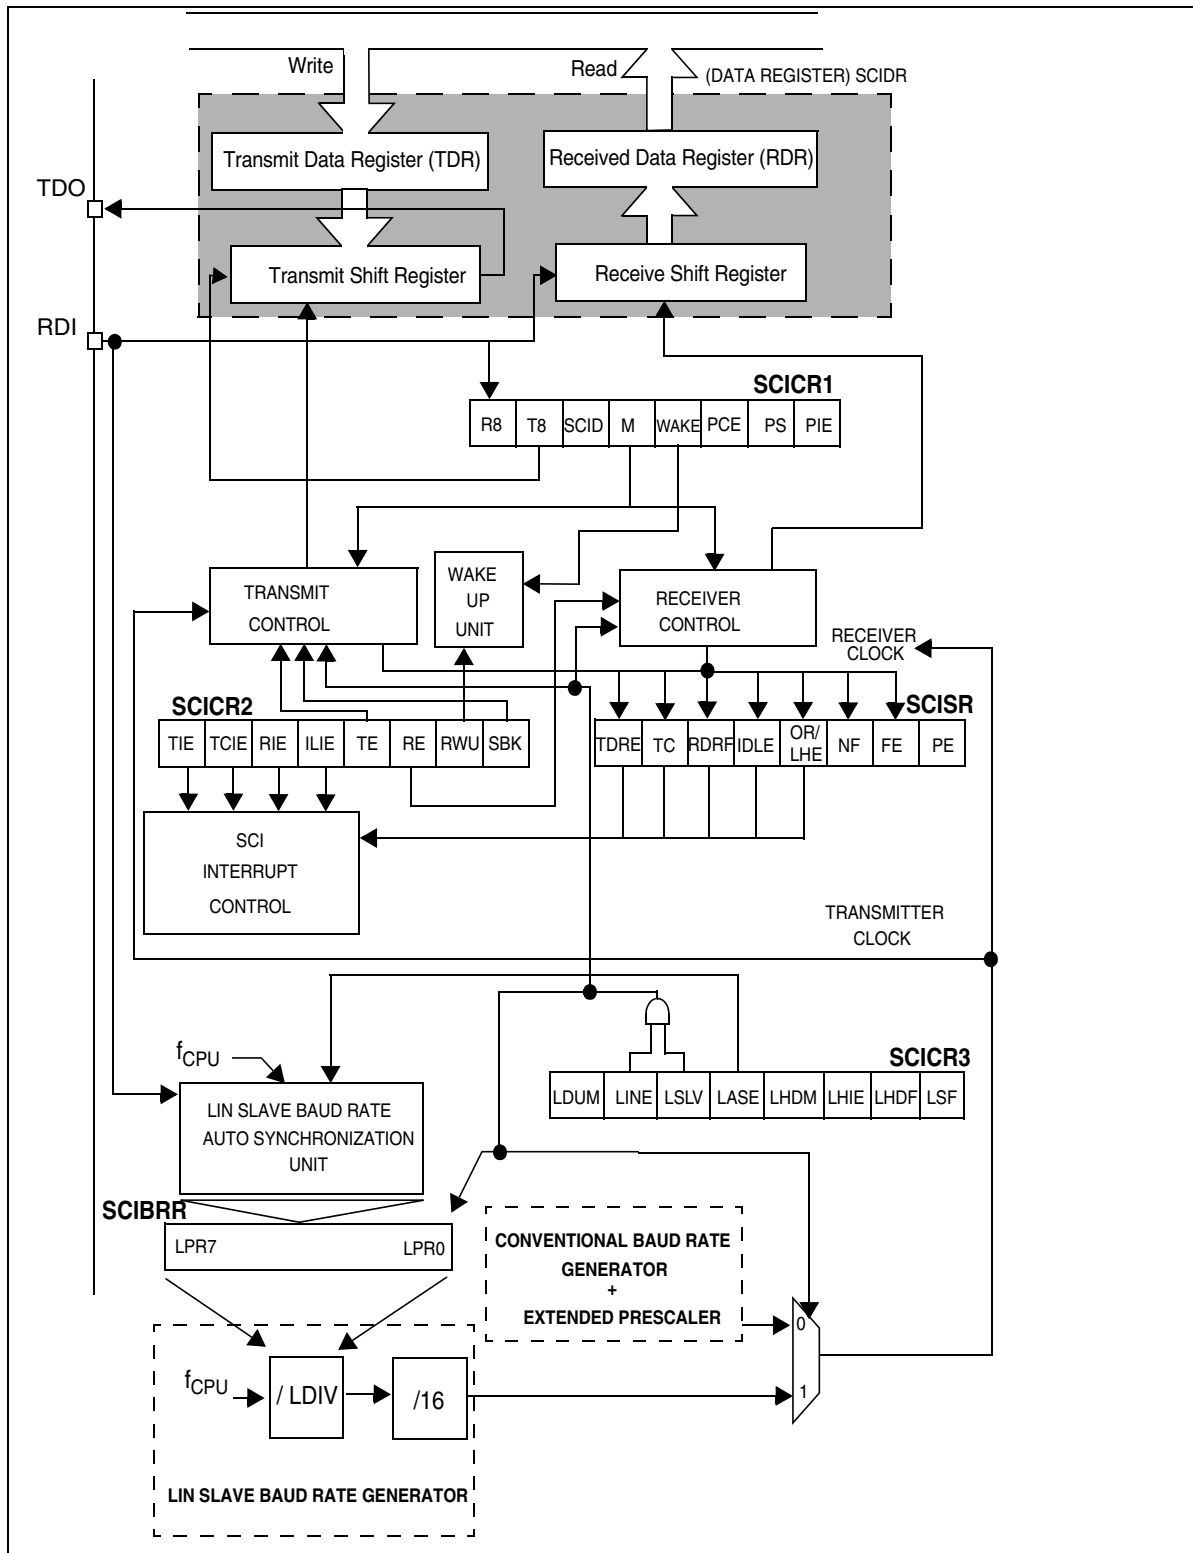 Write
Read
(DATA REGISTER) SCIDR
Transmit Data Register (TDR)
Received Data Register (RDR)
TDO
Transmit Shift Register
Receive Shift Register
RDI
SCICR1
R8 T8 SCID M WAKE PCE PS PIE
TRANSMIT
CONTROL
WAKE
UP
UNIT
RECEIVER
CONTROL
RECEIVER
CLOCK
SCICR2
TIE TCIE RIE ILIE TE RE RWU SBK
SCISR
TDRE TC RDRF IDLE OR/
LHE NF FE PE
SCI
INTERRUPT
CONTROL
TRANSMITTER
CLOCK
fCPU
SCICR3
LDUM LINE LSLV LASE LHDM LHIE LHDF LSF
LIN SLAVE BAUD RATE
AUTO SYNCHRONIZATION
UNIT
SCIBRR
LPR7 LPR0
CONVENTIONAL BAUD RATE
GENERATOR
+
EXTENDED PRESCALER
0
1
fCPU
/ LDIV
/16
LIN SLAVE BAUD RATE GENERATOR